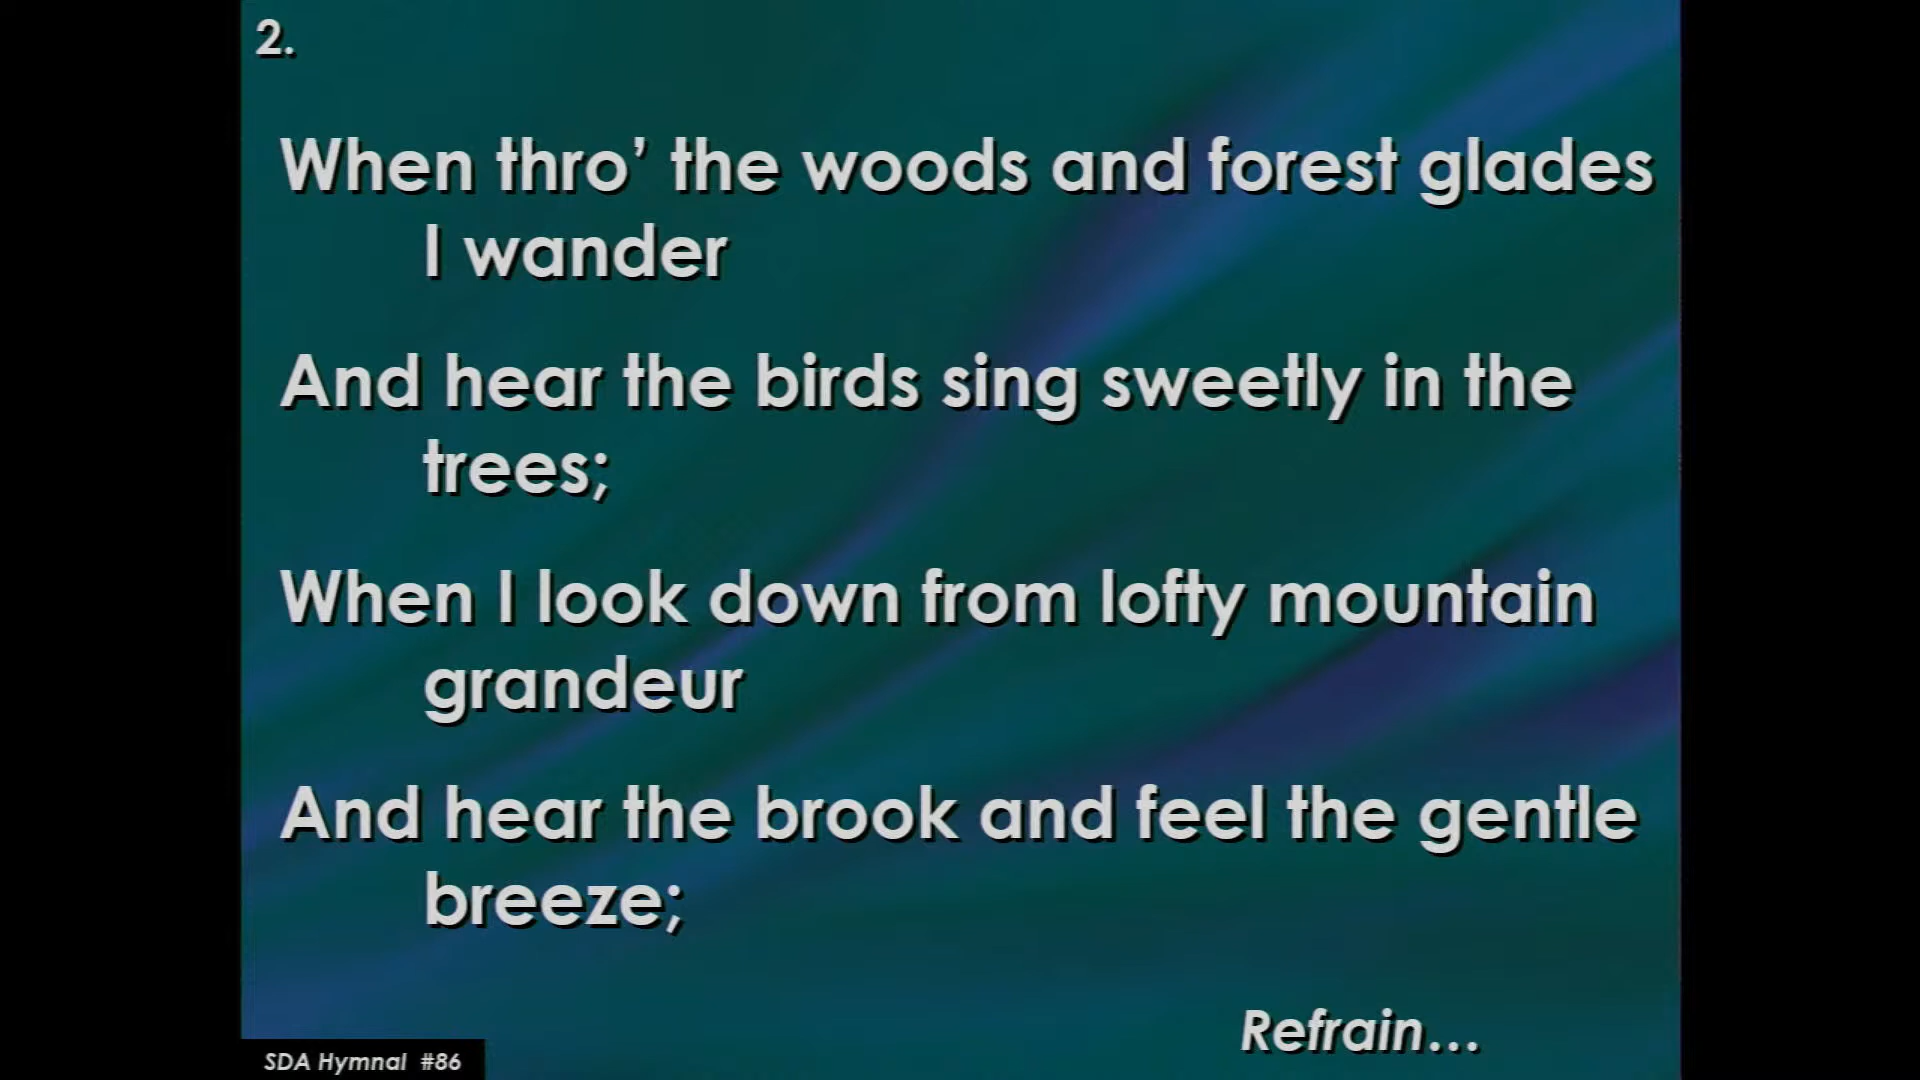 2.
When thro’ the woods and forest glades
I wander
And hear the birds sing sweetly in the
trees;
When I look down from lofty mountain
grandeur
And hear the brook and feel the gentle
breeze;
Refrain…
SDA Hymnal #86